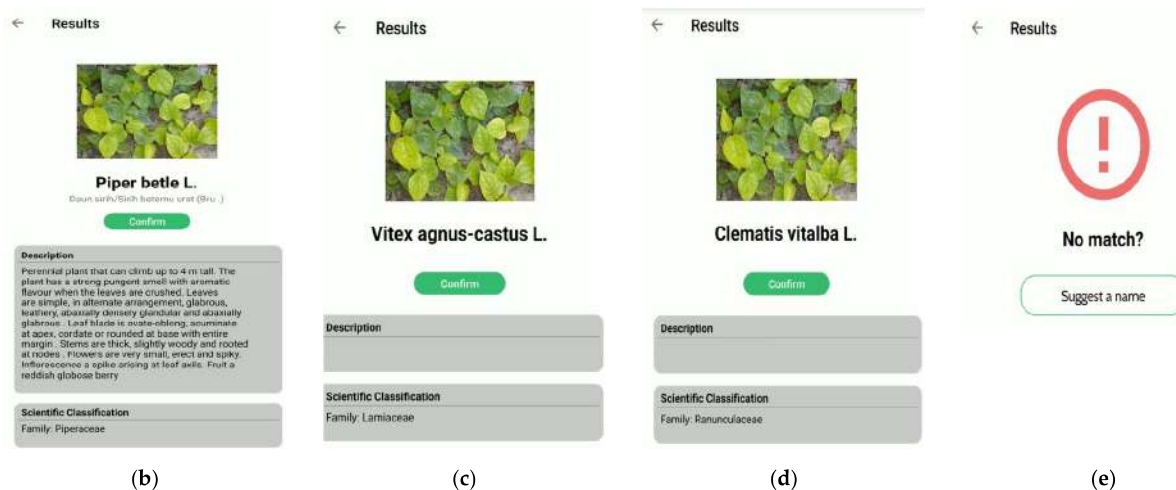 ← Results
Piper betle L.
Daun sirih/Sirih betemu urat (Bru.)
Confirm
Description
Perennial plant that can climb up to 4 m tall. The
plant has a strong pungent smell with aromatic
flavour when the leaves are crushed. Leaves
are simple, in alternate arrangement, glabrous,
leathery, abaxially densely glandular and abaxially
glabrous . Leaf blade is ovate-oblong, acuminate
at apex, cordate or rounded at base with entire
margin . Stems are thick, slightly woody and rooted
at nodes . Flowers are very small, erect and spiky.
Inflorescence a spike arising at leaf axils. Fruit a
reddish globose berry
Scientific Classification
Family: Piperaceae
(b)
← Results
Vitex agnus-castus L.
Confirm
Description
Scientific Classification
Family: Lamiaceae
(c)
← Results
Clematis vitalba L.
Confirm
Description
Scientific Classification
Family: Ranunculaceae
(d)
← Results
!
No match?
Suggest a name
(e)